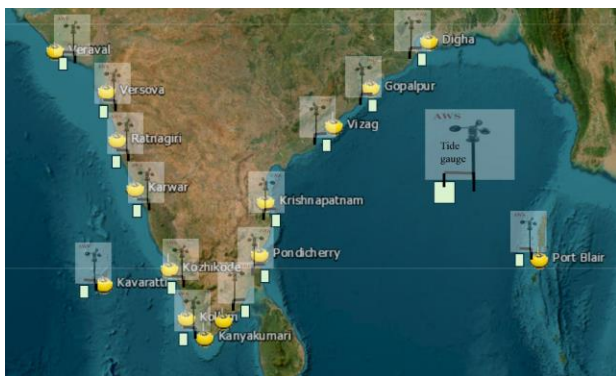 Veraval
Digha
Gopalpur
Versova
AWS
Vizag
Ratnagiri
Tide
gauge
Karwar
Krishnapatnam
Pondicherry
Port Blair
Kozhikode
Kavaratti
Kollam
Kanyakumari